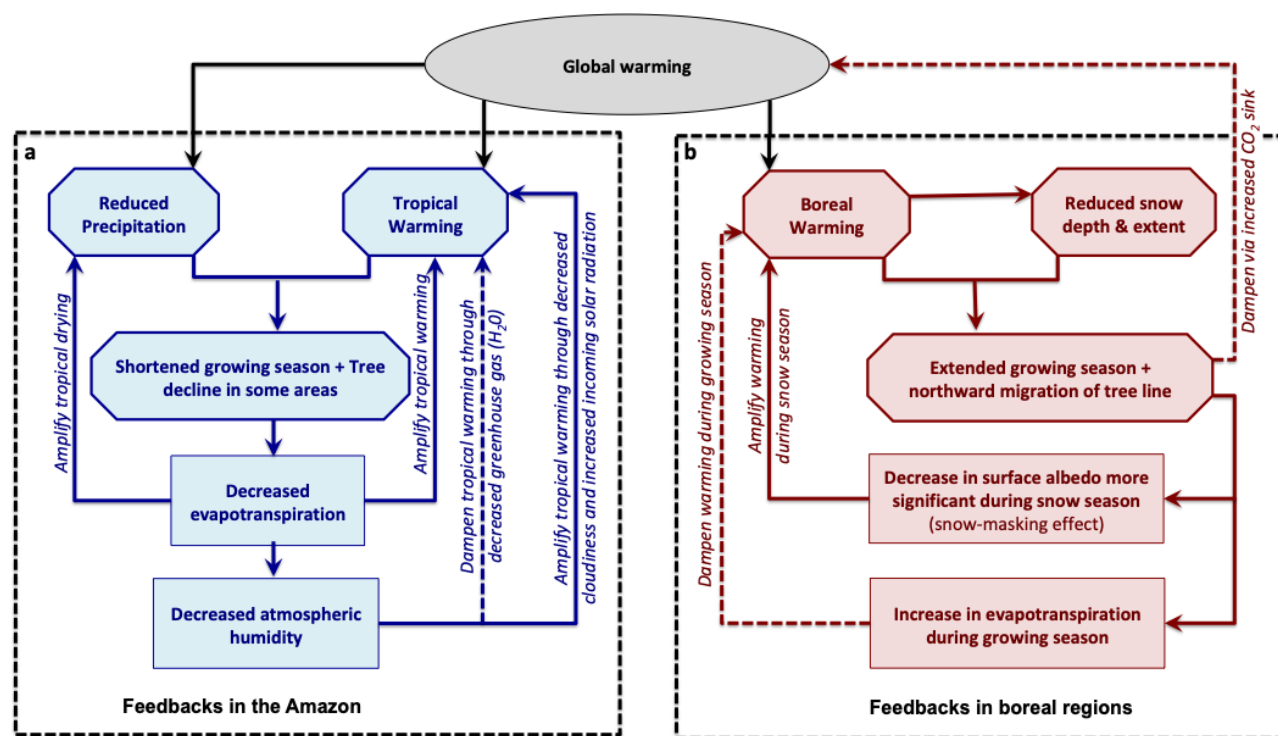 Global warming
a
Reduced
Precipitation
Tropical
Warming
Amplify tropical drying
Shortened growing season + Tree
decline in some areas
Amplify tropical warming
Dampen tropical warming through
decreased greenhouse gas (H₂0)
Amplify tropical warming through decreased
cloudiness and increased incoming solar radiation
Decreased
evapotranspiration
Decreased atmospheric
humidity
Feedbacks in the Amazon
b
Boreal
Warming
Reduced snow
depth & extent
Dampen via increased CO₂ sink
Dampen warming during growing season
Amplify warming
during snow season
Extended growing season +
northward migration of tree line
Decrease in surface albedo more
significant during snow season
(snow-masking effect)
Increase in evapotranspiration
during growing season
Feedbacks in boreal regions